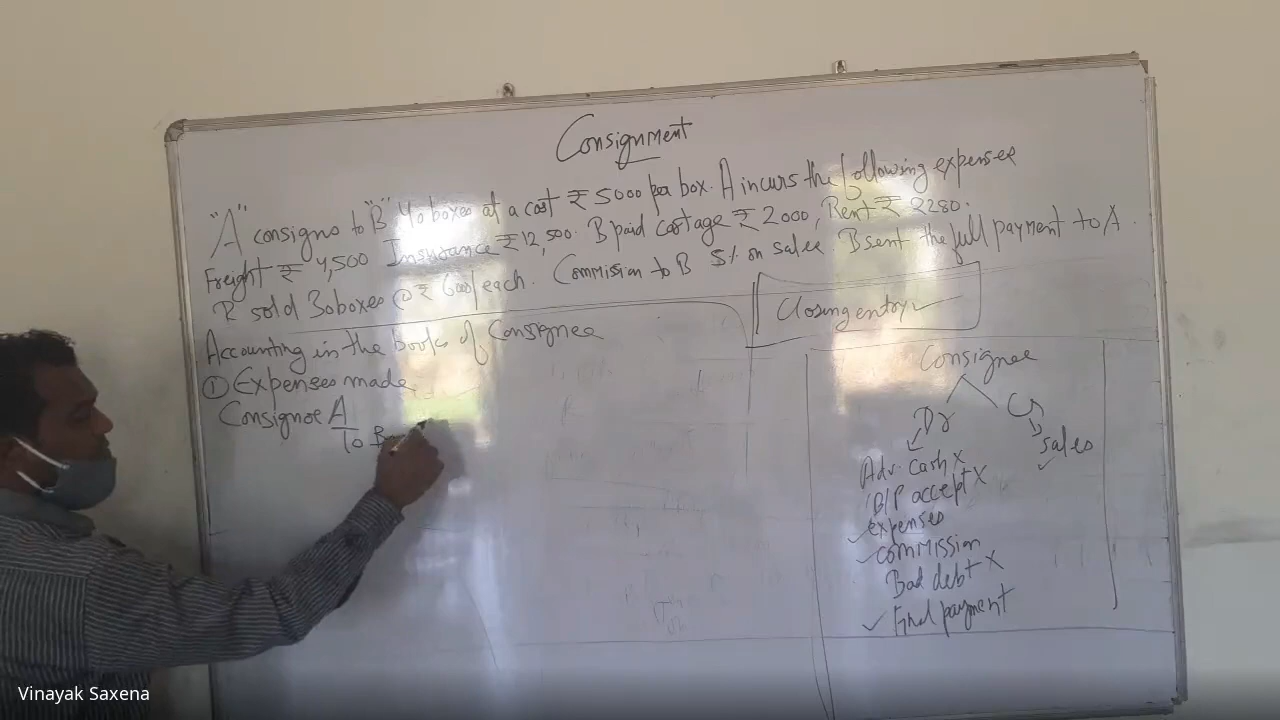 Consignment
"A" consigns to "B" 40 boxes at a cost ₹ 5000 per box. A incurs the following expenses
Freight ₹ 4,500 Insurance ₹ 12,500. B paid cartage ₹ 2000, Rent ₹ 2280.
B sold 30 boxes @ ₹ 6000/each. Commission to B 5% on sales B sent the full payment to A.
Closing entry
Accounting in the books of Consignee
① Expenses made
Consignor A
To B
Consignee
Dr
Cr
Adv. cash X
B/P accept X
✓ expenses
✓ commission
Bad debt X
✓ Final payment
sales
✓
Vinayak Saxena